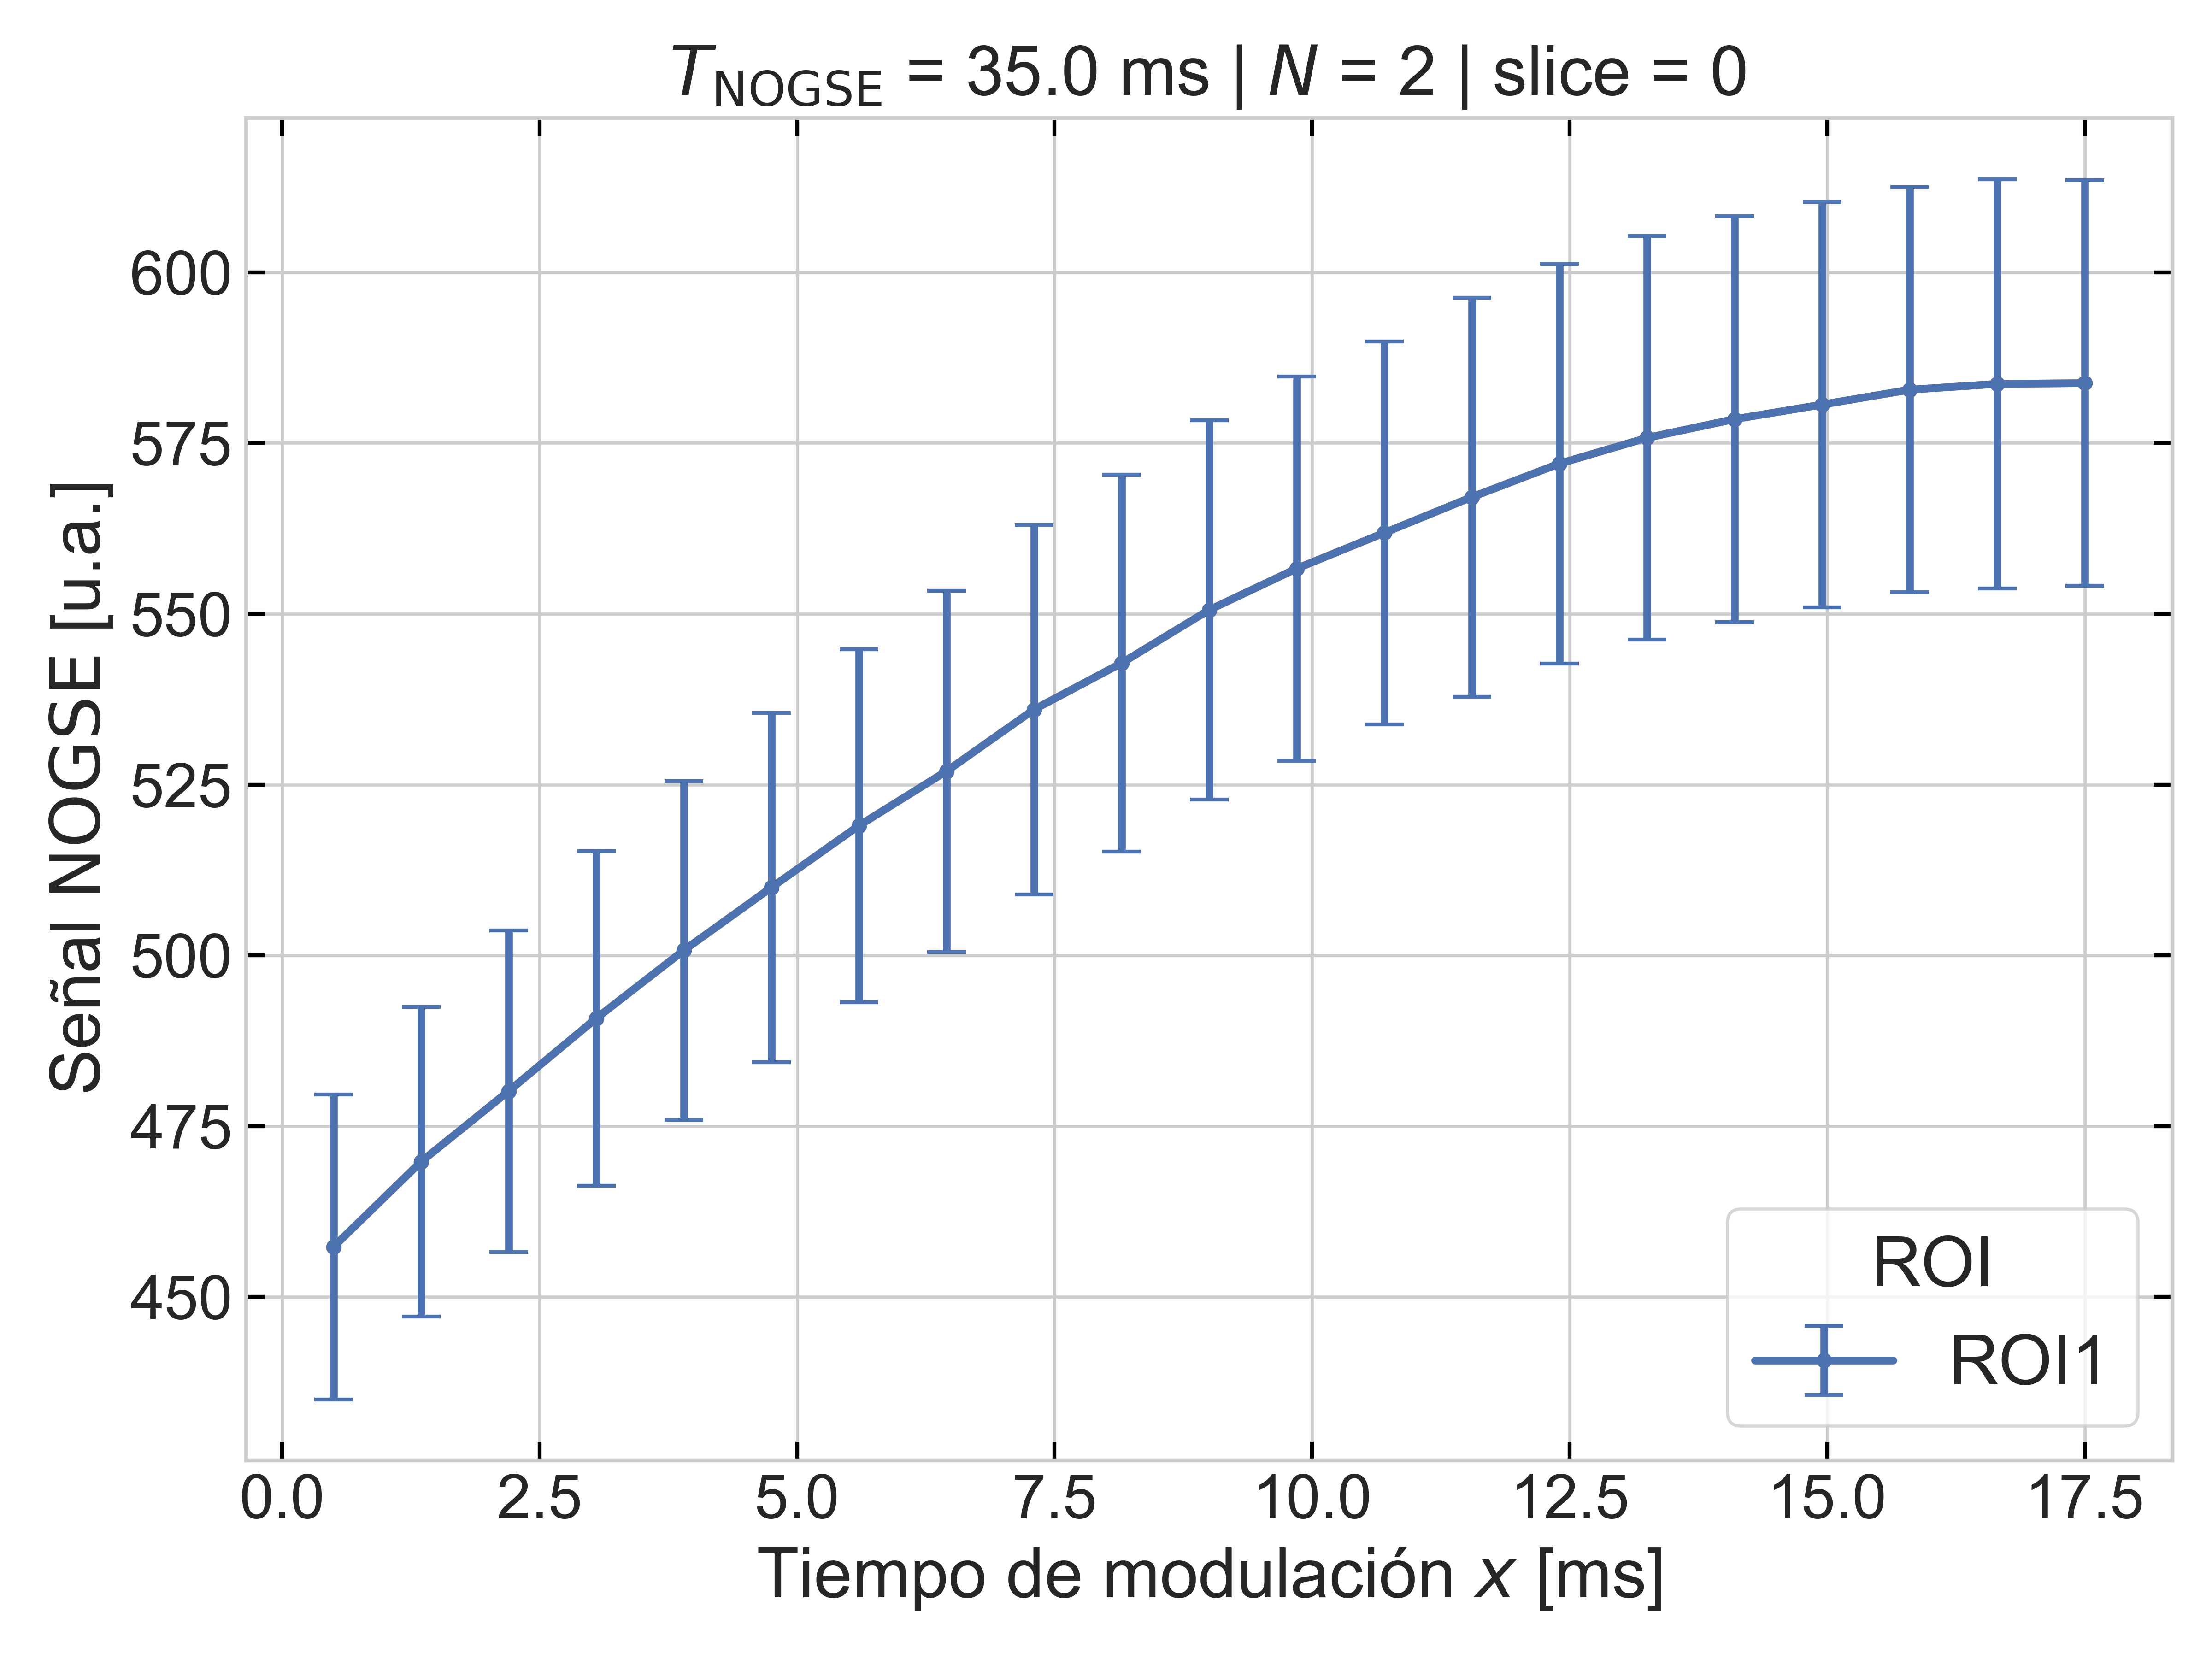 T_NOGSE = 35.0 ms | N = 2 | slice = 0
Señal NOGSE [u.a.]
600
575
550
525
500
475
450
ROI
ROI1
0.0 2.5 5.0 7.5 10.0 12.5 15.0 17.5
Tiempo de modulación x [ms]